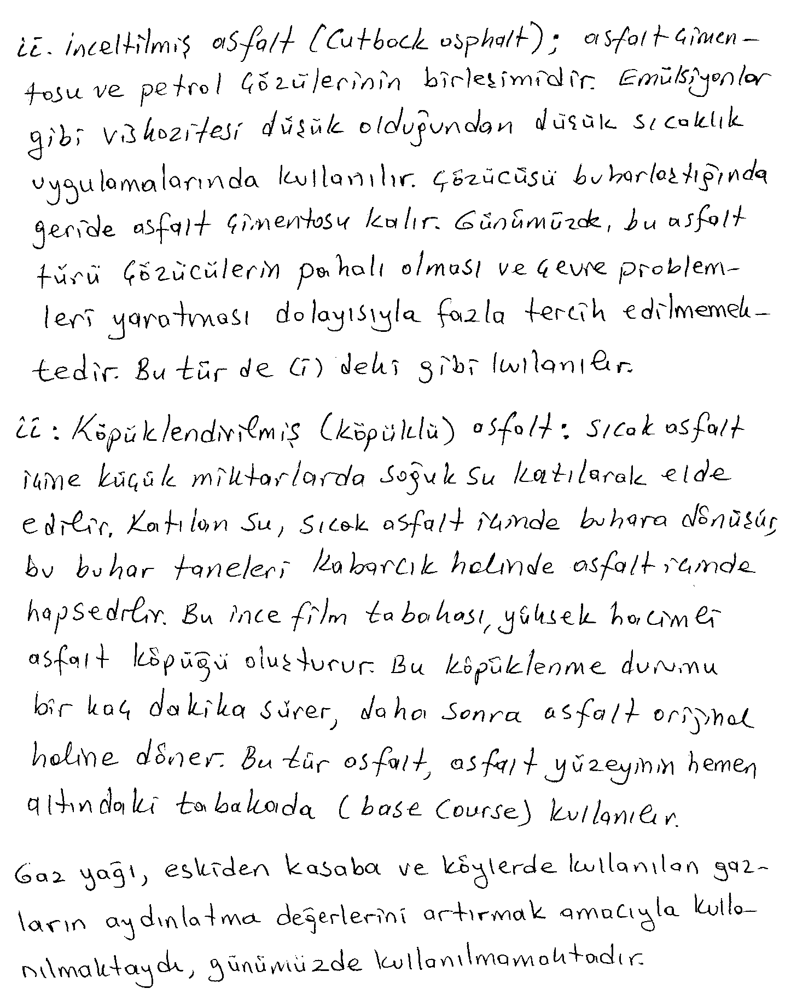 ii. İnceltilmiş asfalt (Cutback asphalt); asfalt çimen-
tosu ve petrol çözülerinin birleşimidir. Emülsiyonlar
gibi viskozitesi düşük olduğundan düşük sıcaklık
uygulamalarında kullanılır. Çözücüsü buharlaştığında
geride asfalt çimentosu kalır. Günümüzde, bu asfalt
türü çözücülerin pahalı olması ve çevre problem-
leri yaratması dolayısıyla fazla tercih edilmemek-
tedir. Bu tür de (i) deki gibi kullanılır.
ii: Köpüklendirilmiş (köpüklü) asfalt: Sıcak asfalt
içine küçük miktarlarda soğuk su katılarak elde
edilir. Katılan su, sıcak asfalt içinde buhara dönüşür,
bu buhar taneleri kabarcık halinde asfalt içinde
hapsedilir. Bu ince film tabakası, yüksek hacimli
asfalt köpüğü oluşturur. Bu köpüklenme durumu
bir kaç dakika sürer, daha sonra asfalt orijinal
haline döner. Bu tür asfalt, asfalt yüzeyinin hemen
altındaki tabakada (base course) kullanılır.
Gaz yağı, eskiden kasaba ve köylerde kullanılan gaz-
ların aydınlatma değerlerini artırmak amacıyla kulla-
nılmaktaydı, günümüzde kullanılmamaktadır.